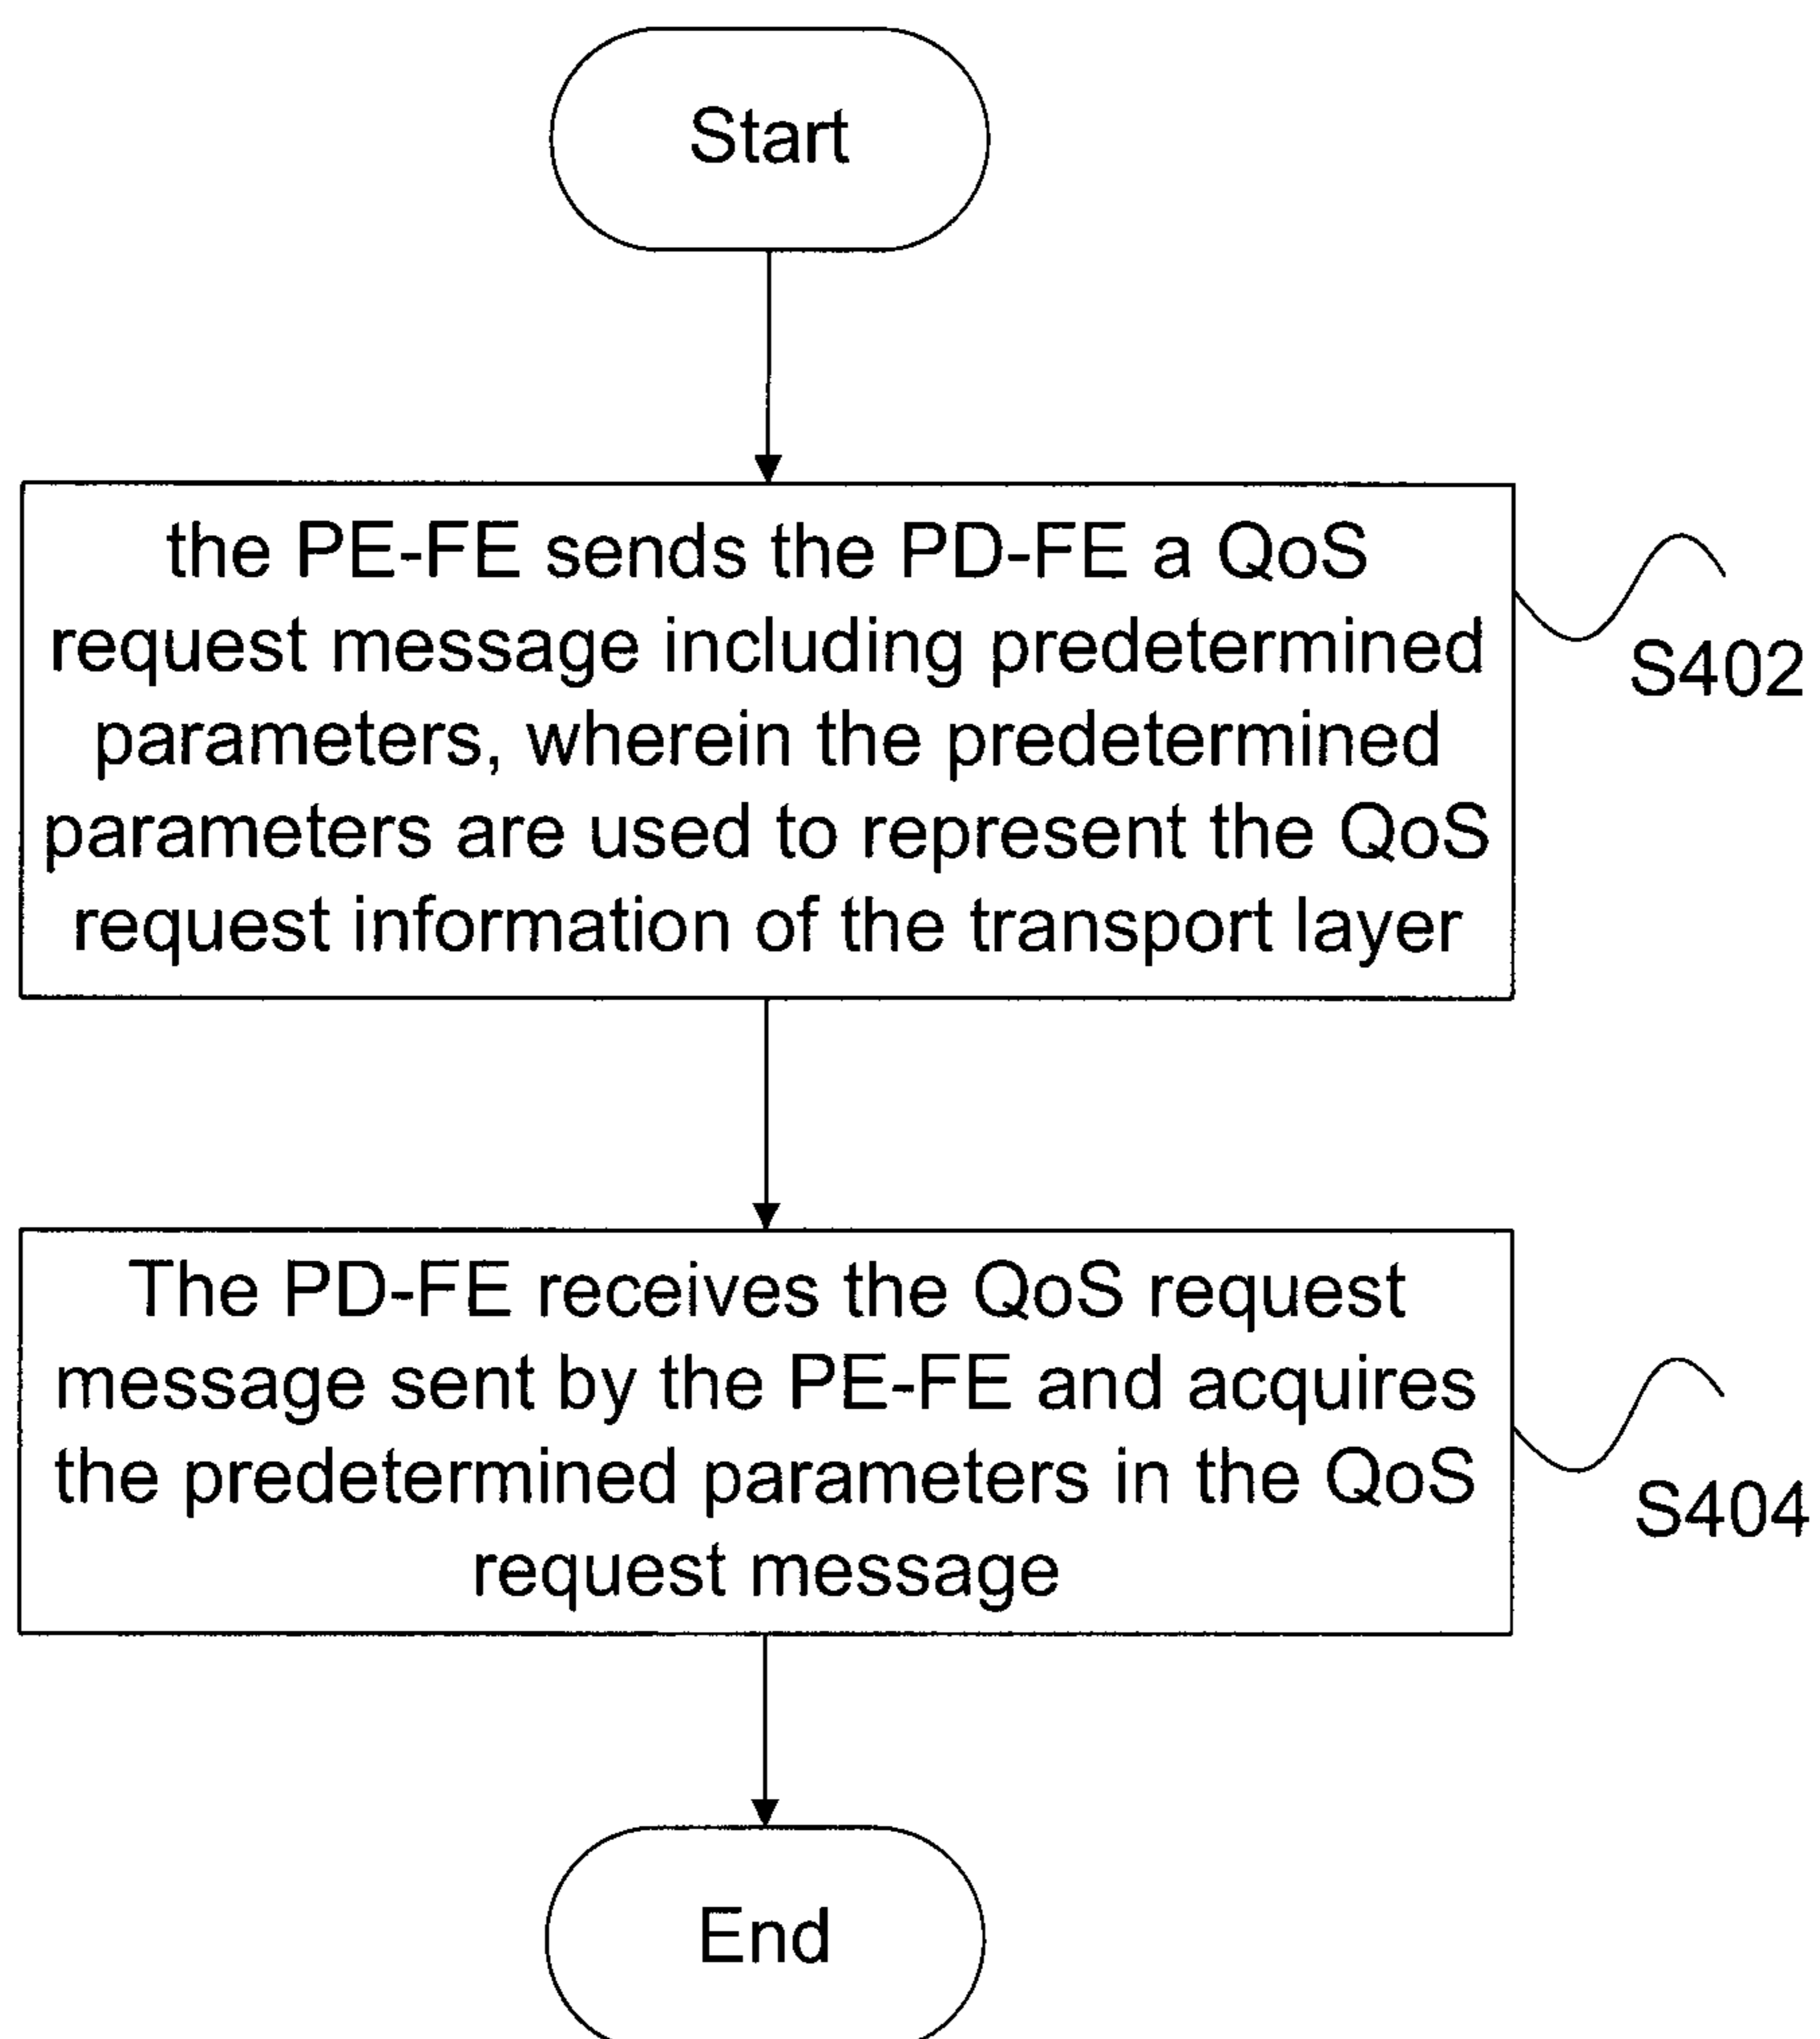 Start
the PE-FE sends the PD-FE a QoS
request message including predetermined
parameters, wherein the predetermined
parameters are used to represent the QoS
request information of the transport layer
S402
The PD-FE receives the QoS request
message sent by the PE-FE and acquires
the predetermined parameters in the QoS
request message
S404
End